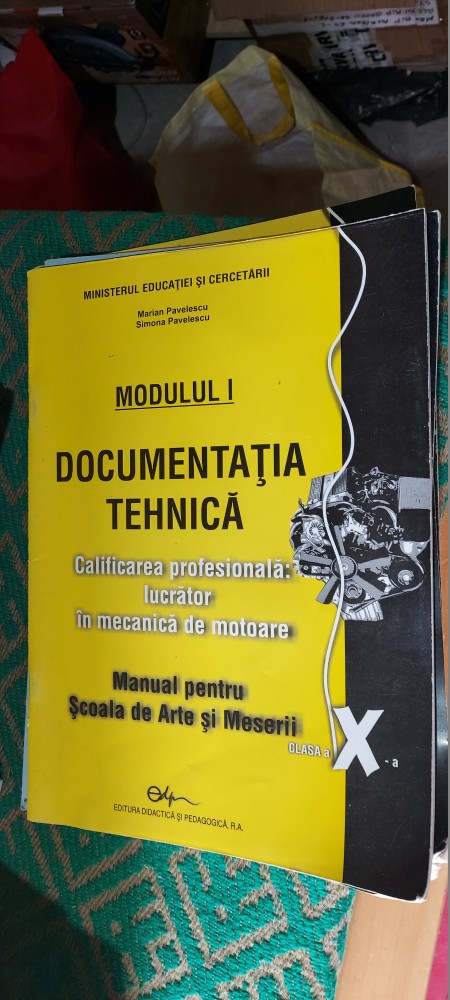 MINISTERUL EDUCAŢIEI ŞI CERCETĂRII
Marian Pavelescu
Simona Pavelescu
MODULUL I
DOCUMENTAŢIA
TEHNICĂ
Calificarea profesională:
lucrător
în mecanică de motoare
Manual pentru
Şcoala de Arte şi Meserii
CLASA a X - a
Edp
EDITURA DIDACTICĂ ŞI PEDAGOGICĂ, R.A.